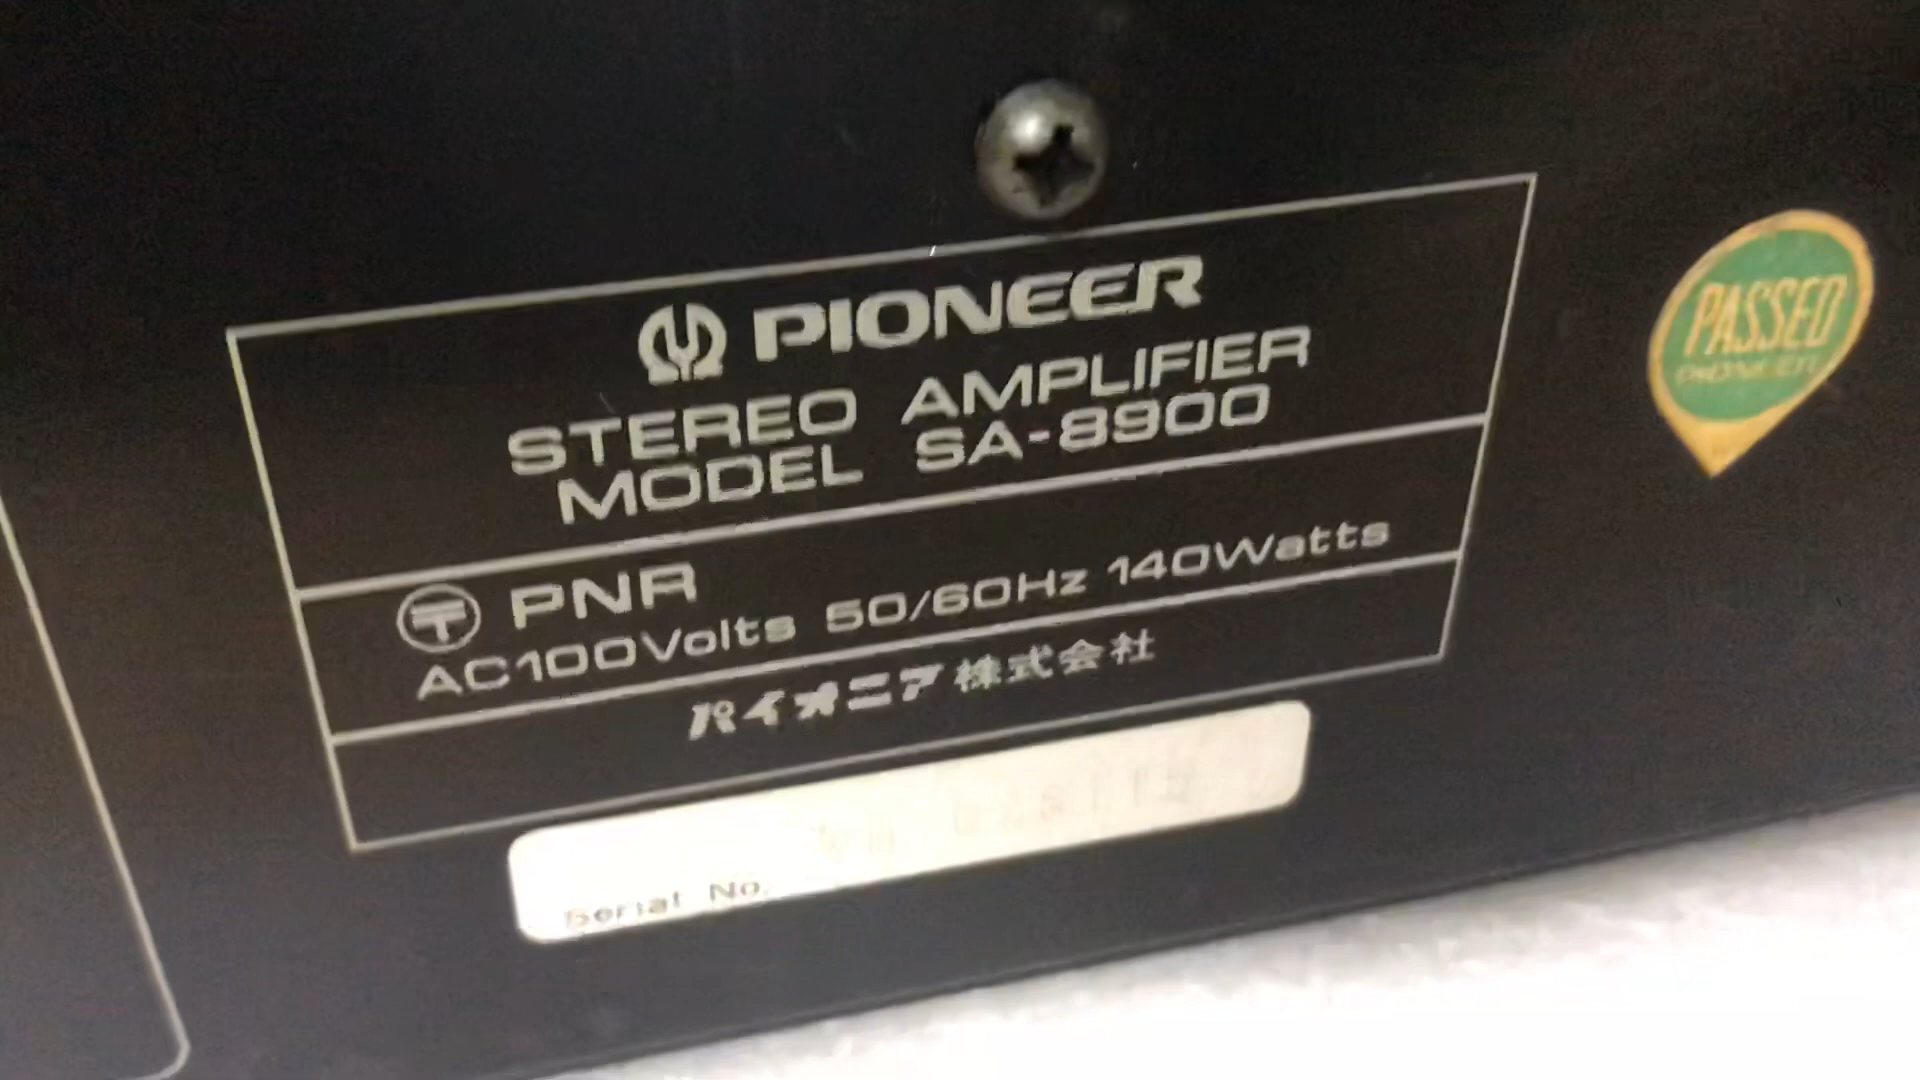 PIONEER
STEREO AMPLIFIER
MODEL SA-8900
〒 PNR
AC100Volts 50/60Hz 140Watts
パイオニア株式会社
Serial No.
PASSED
PIONEER